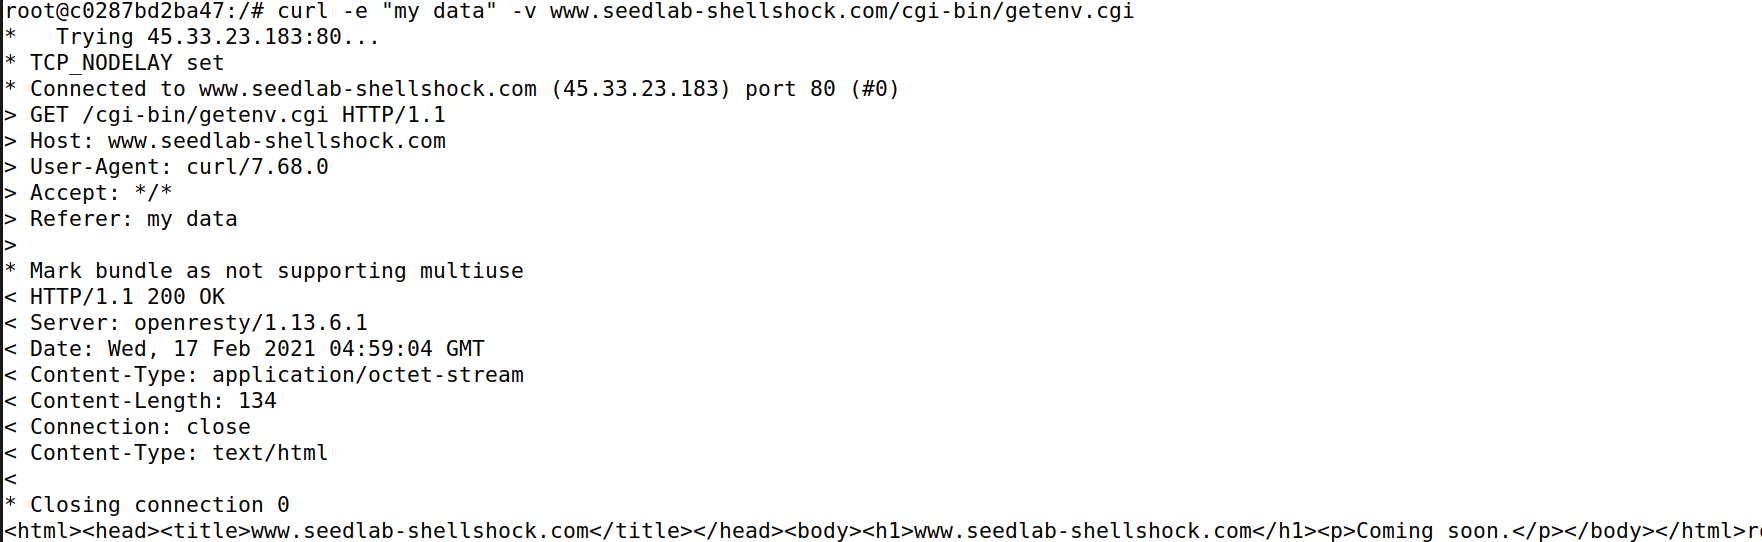 root@c0287bd2ba47:/# curl -e "my data" -v www.seedlab-shellshock.com/cgi-bin/getenv.cgi
*   Trying 45.33.23.183:80...
* TCP_NODELAY set
* Connected to www.seedlab-shellshock.com (45.33.23.183) port 80 (#0)
> GET /cgi-bin/getenv.cgi HTTP/1.1
> Host: www.seedlab-shellshock.com
> User-Agent: curl/7.68.0
> Accept: */*
> Referer: my data
>
* Mark bundle as not supporting multiuse
< HTTP/1.1 200 OK
< Server: openresty/1.13.6.1
< Date: Wed, 17 Feb 2021 04:59:04 GMT
< Content-Type: application/octet-stream
< Content-Length: 134
< Connection: close
< Content-Type: text/html
<
* Closing connection 0
<html><head><title>www.seedlab-shellshock.com</title></head><body><h1>www.seedlab-shellshock.com</h1><p>Coming soon.</p></body></html>